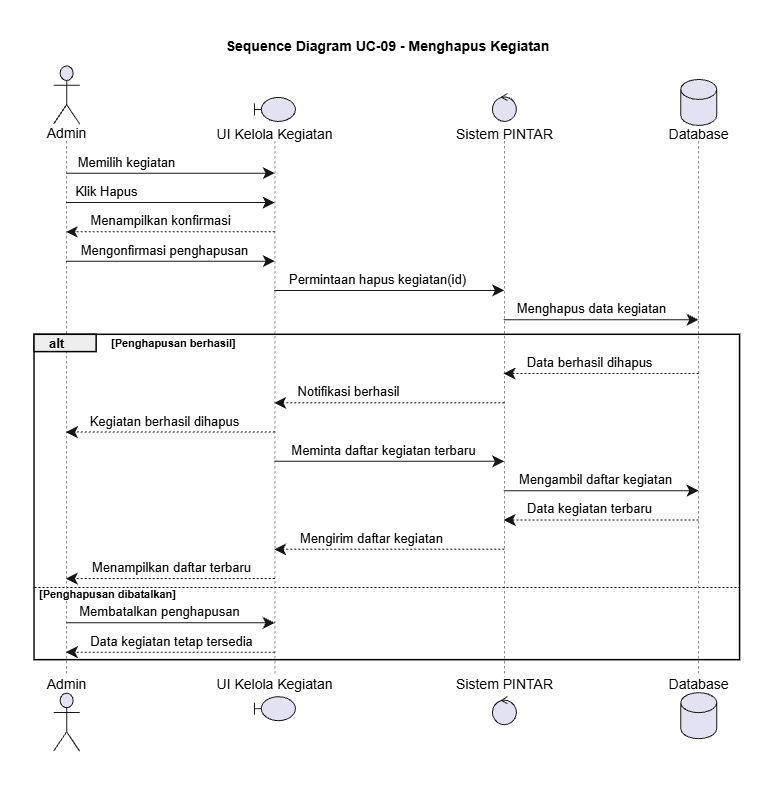 Sequence Diagram UC-09 - Menghapus Kegiatan
Admin
UI Kelola Kegiatan
Sistem PINTAR
Database
Memilih kegiatan
Klik Hapus
Menampilkan konfirmasi
Mengonfirmasi penghapusan
Permintaan hapus kegiatan(id)
Menghapus data kegiatan
alt
[Penghapusan berhasil]
Data berhasil dihapus
Notifikasi berhasil
Kegiatan berhasil dihapus
Meminta daftar kegiatan terbaru
Mengambil daftar kegiatan
Data kegiatan terbaru
Mengirim daftar kegiatan
Menampilkan daftar terbaru
[Penghapusan dibatalkan]
Membatalkan penghapusan
Data kegiatan tetap tersedia
Admin
UI Kelola Kegiatan
Sistem PINTAR
Database